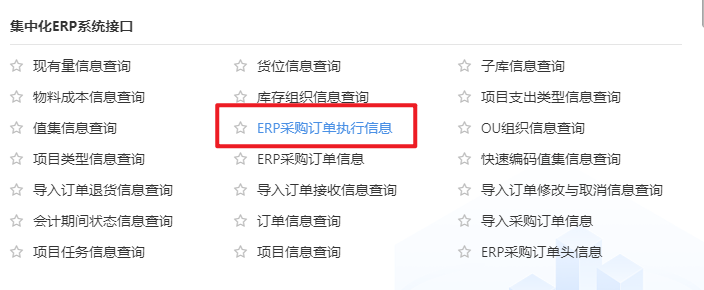 集中化ERP系统接口
现有量信息查询 货位信息查询 子库信息查询
物料成本信息查询 库存组织信息查询 项目支出类型信息查询
值集信息查询 ERP采购订单执行信息 OU组织信息查询
项目类型信息查询 ERP采购订单信息 快速编码值集信息查询
导入订单退货信息查询 导入订单接收信息查询 导入订单修改与取消信息查询
会计期间状态信息查询 订单信息查询 导入采购订单信息
项目任务信息查询 项目信息查询 ERP采购订单头信息